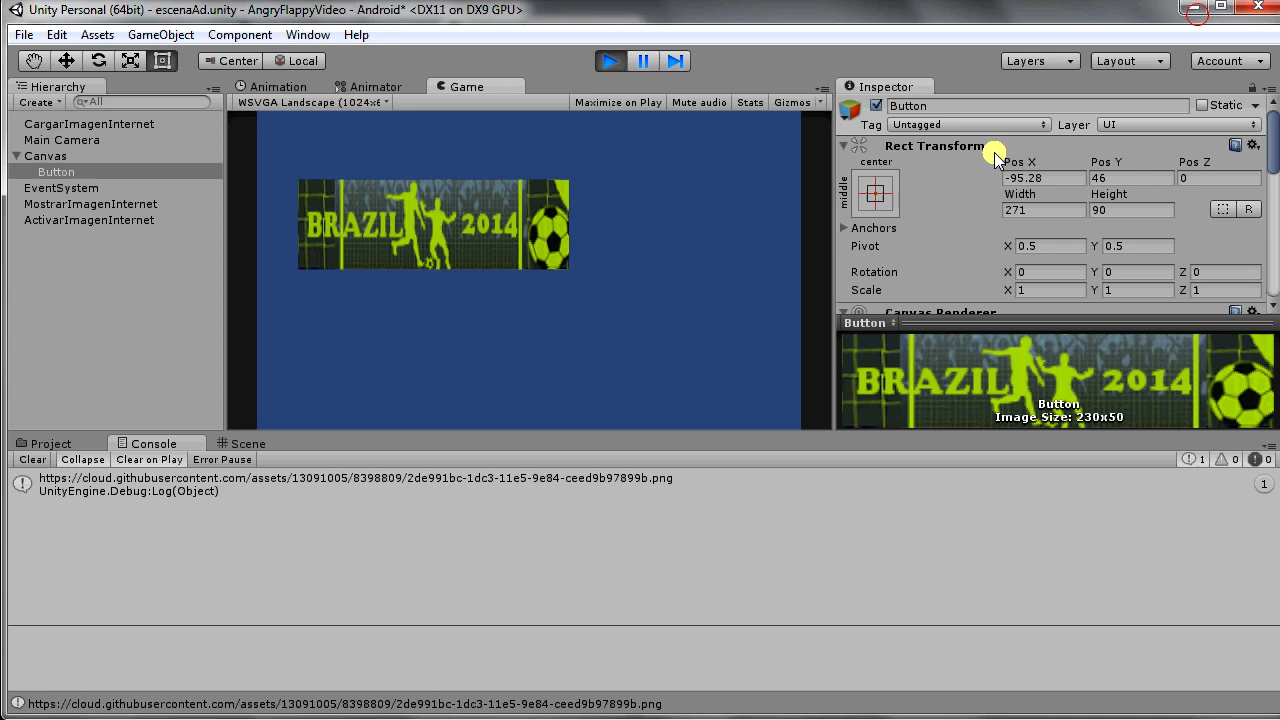 Unity Personal (64bit) - escenaAd.unity - AngryFlappyVideo - Android* <DX11 on DX9 GPU>
File Edit Assets GameObject Component Window Help
Center Local Layers Layout Account
Hierarchy
Create All
CargarImagenInternet
Main Camera
Canvas
Button
EventSystem
MostrarImagenInternet
ActivarImagenInternet
Animation Animator Game
WSVGA Landscape (1024x6 Maximize on Play Mute audio Stats Gizmos
BRAZIL 2014
Inspector
Button Static
Tag Untagged Layer UI
Rect Transform
center
middle
Pos X Pos Y Pos Z
-95.28 46 0
Width Height
271 90
R
Anchors
Pivot X 0.5 Y 0.5
Rotation X 0 Y 0 Z 0
Scale X 1 Y 1 Z 1
Canvas Renderer
Button
BRAZIL 2014
Button
Image Size: 230x50
Project Console Scene
Clear Collapse Clear on Play Error Pause 1 0 0
https://cloud.githubusercontent.com/assets/13091005/8398809/2de991bc-1dc3-11e5-9e84-ceed9b97899b.png
UnityEngine.Debug:Log(Object)
1
https://cloud.githubusercontent.com/assets/13091005/8398809/2de991bc-1dc3-11e5-9e84-ceed9b97899b.png